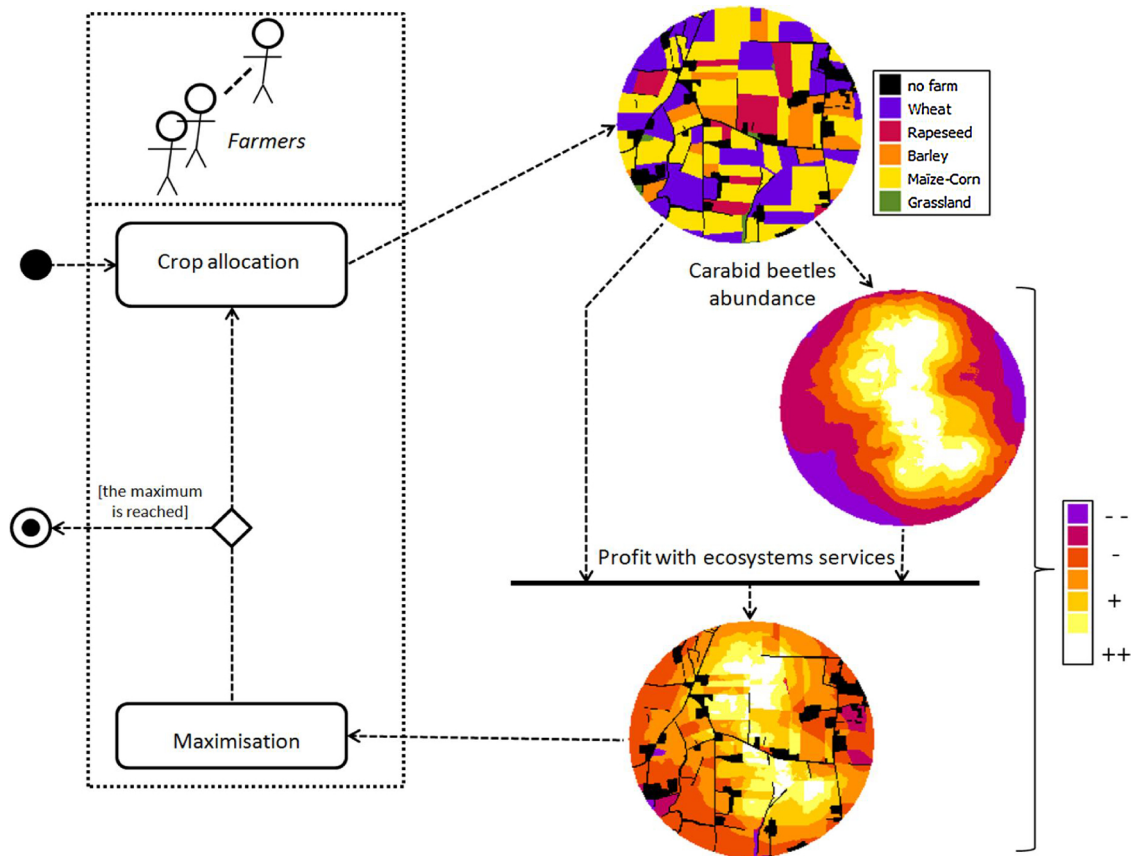 Farmers
no farm
Wheat
Rapeseed
Barley
Maïze-Corn
Grassland
Crop allocation
Carabid beetles
abundance
[the maximum
is reached]
- -
-
+
++
Profit with ecosystems services
Maximisation